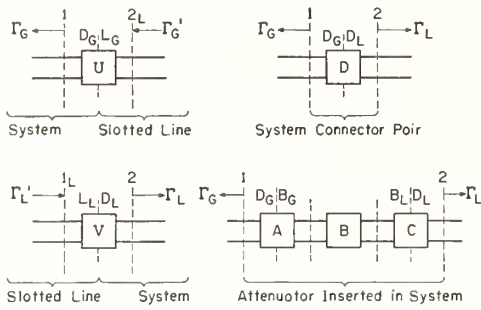 1 2_L
Γ_G D_G L_G Γ_G'
U
System Slotted Line
1 2
Γ_G D_G D_L Γ_L
D
System Connector Poir
1_L 2
Γ_L' L_L D_L Γ_L
V
Slotted Line System
1 2
Γ_G D_G B_G B_L D_L Γ_L
A B C
Attenuotor Inserted in System